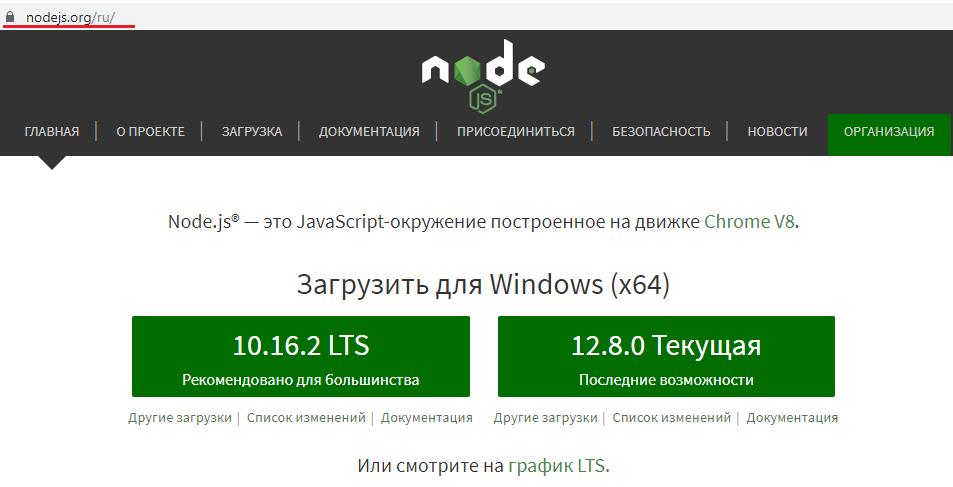 nodejs.org/ru/
node
JS
ГЛАВНАЯ | О ПРОЕКТЕ | ЗАГРУЗКА | ДОКУМЕНТАЦИЯ | ПРИСОЕДИНИТЬСЯ | БЕЗОПАСНОСТЬ | НОВОСТИ ОРГАНИЗАЦИЯ
Node.js® — это JavaScript-окружение построенное на движке Chrome V8.
Загрузить для Windows (x64)
10.16.2 LTS 12.8.0 Текущая
Рекомендовано для большинства Последние возможности
Другие загрузки | Список изменений | Документация Другие загрузки | Список изменений | Документация
Или смотрите на график LTS.